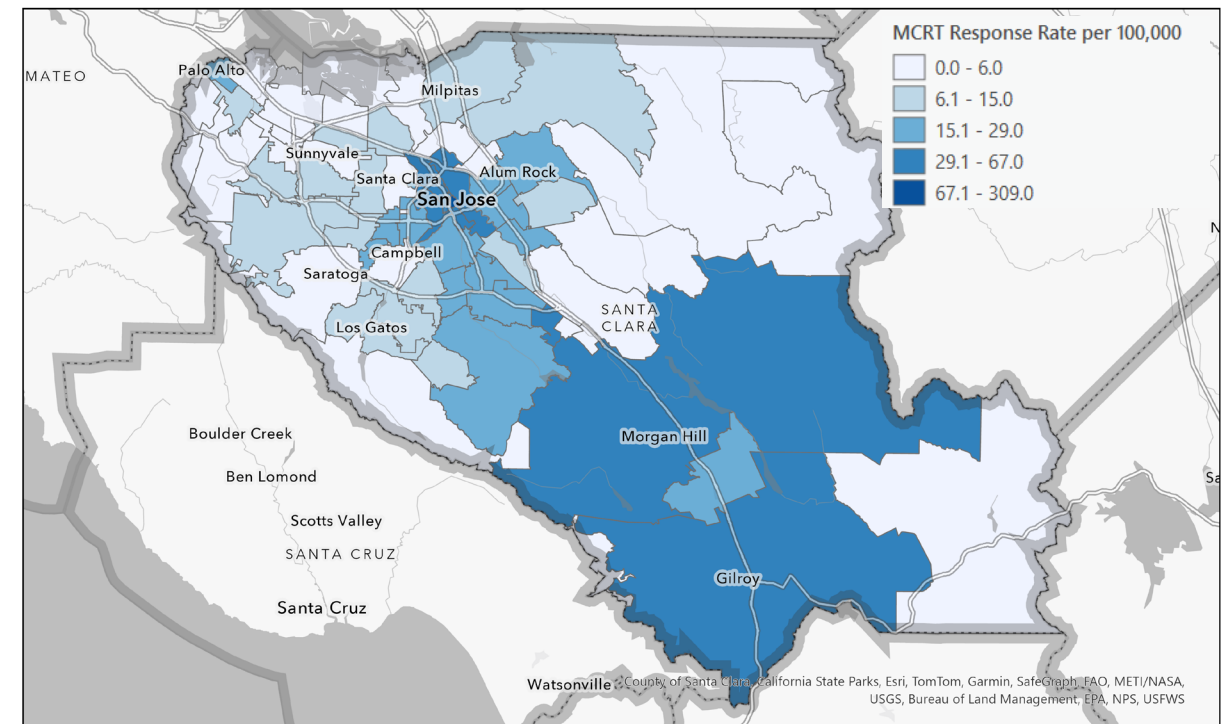 MCRT Response Rate per 100,000
0.0 - 6.0
6.1 - 15.0
15.1 - 29.0
29.1 - 67.0
67.1 - 309.0
MATEO
Palo Alto
Milpitas
Sunnyvale
Santa Clara
Alum Rock
San Jose
Campbell
Saratoga
SANTA
CLARA
Los Gatos
N
Boulder Creek
Morgan Hill
Ben Lomond
Sa
Scotts Valley
SANTA CRUZ
Gilroy
Santa Cruz
Watsonville
County of Santa Clara, California State Parks, Esri, TomTom, Garmin, SafeGraph, FAO, METI/NASA,
USGS, Bureau of Land Management, EPA, NPS, USFWS